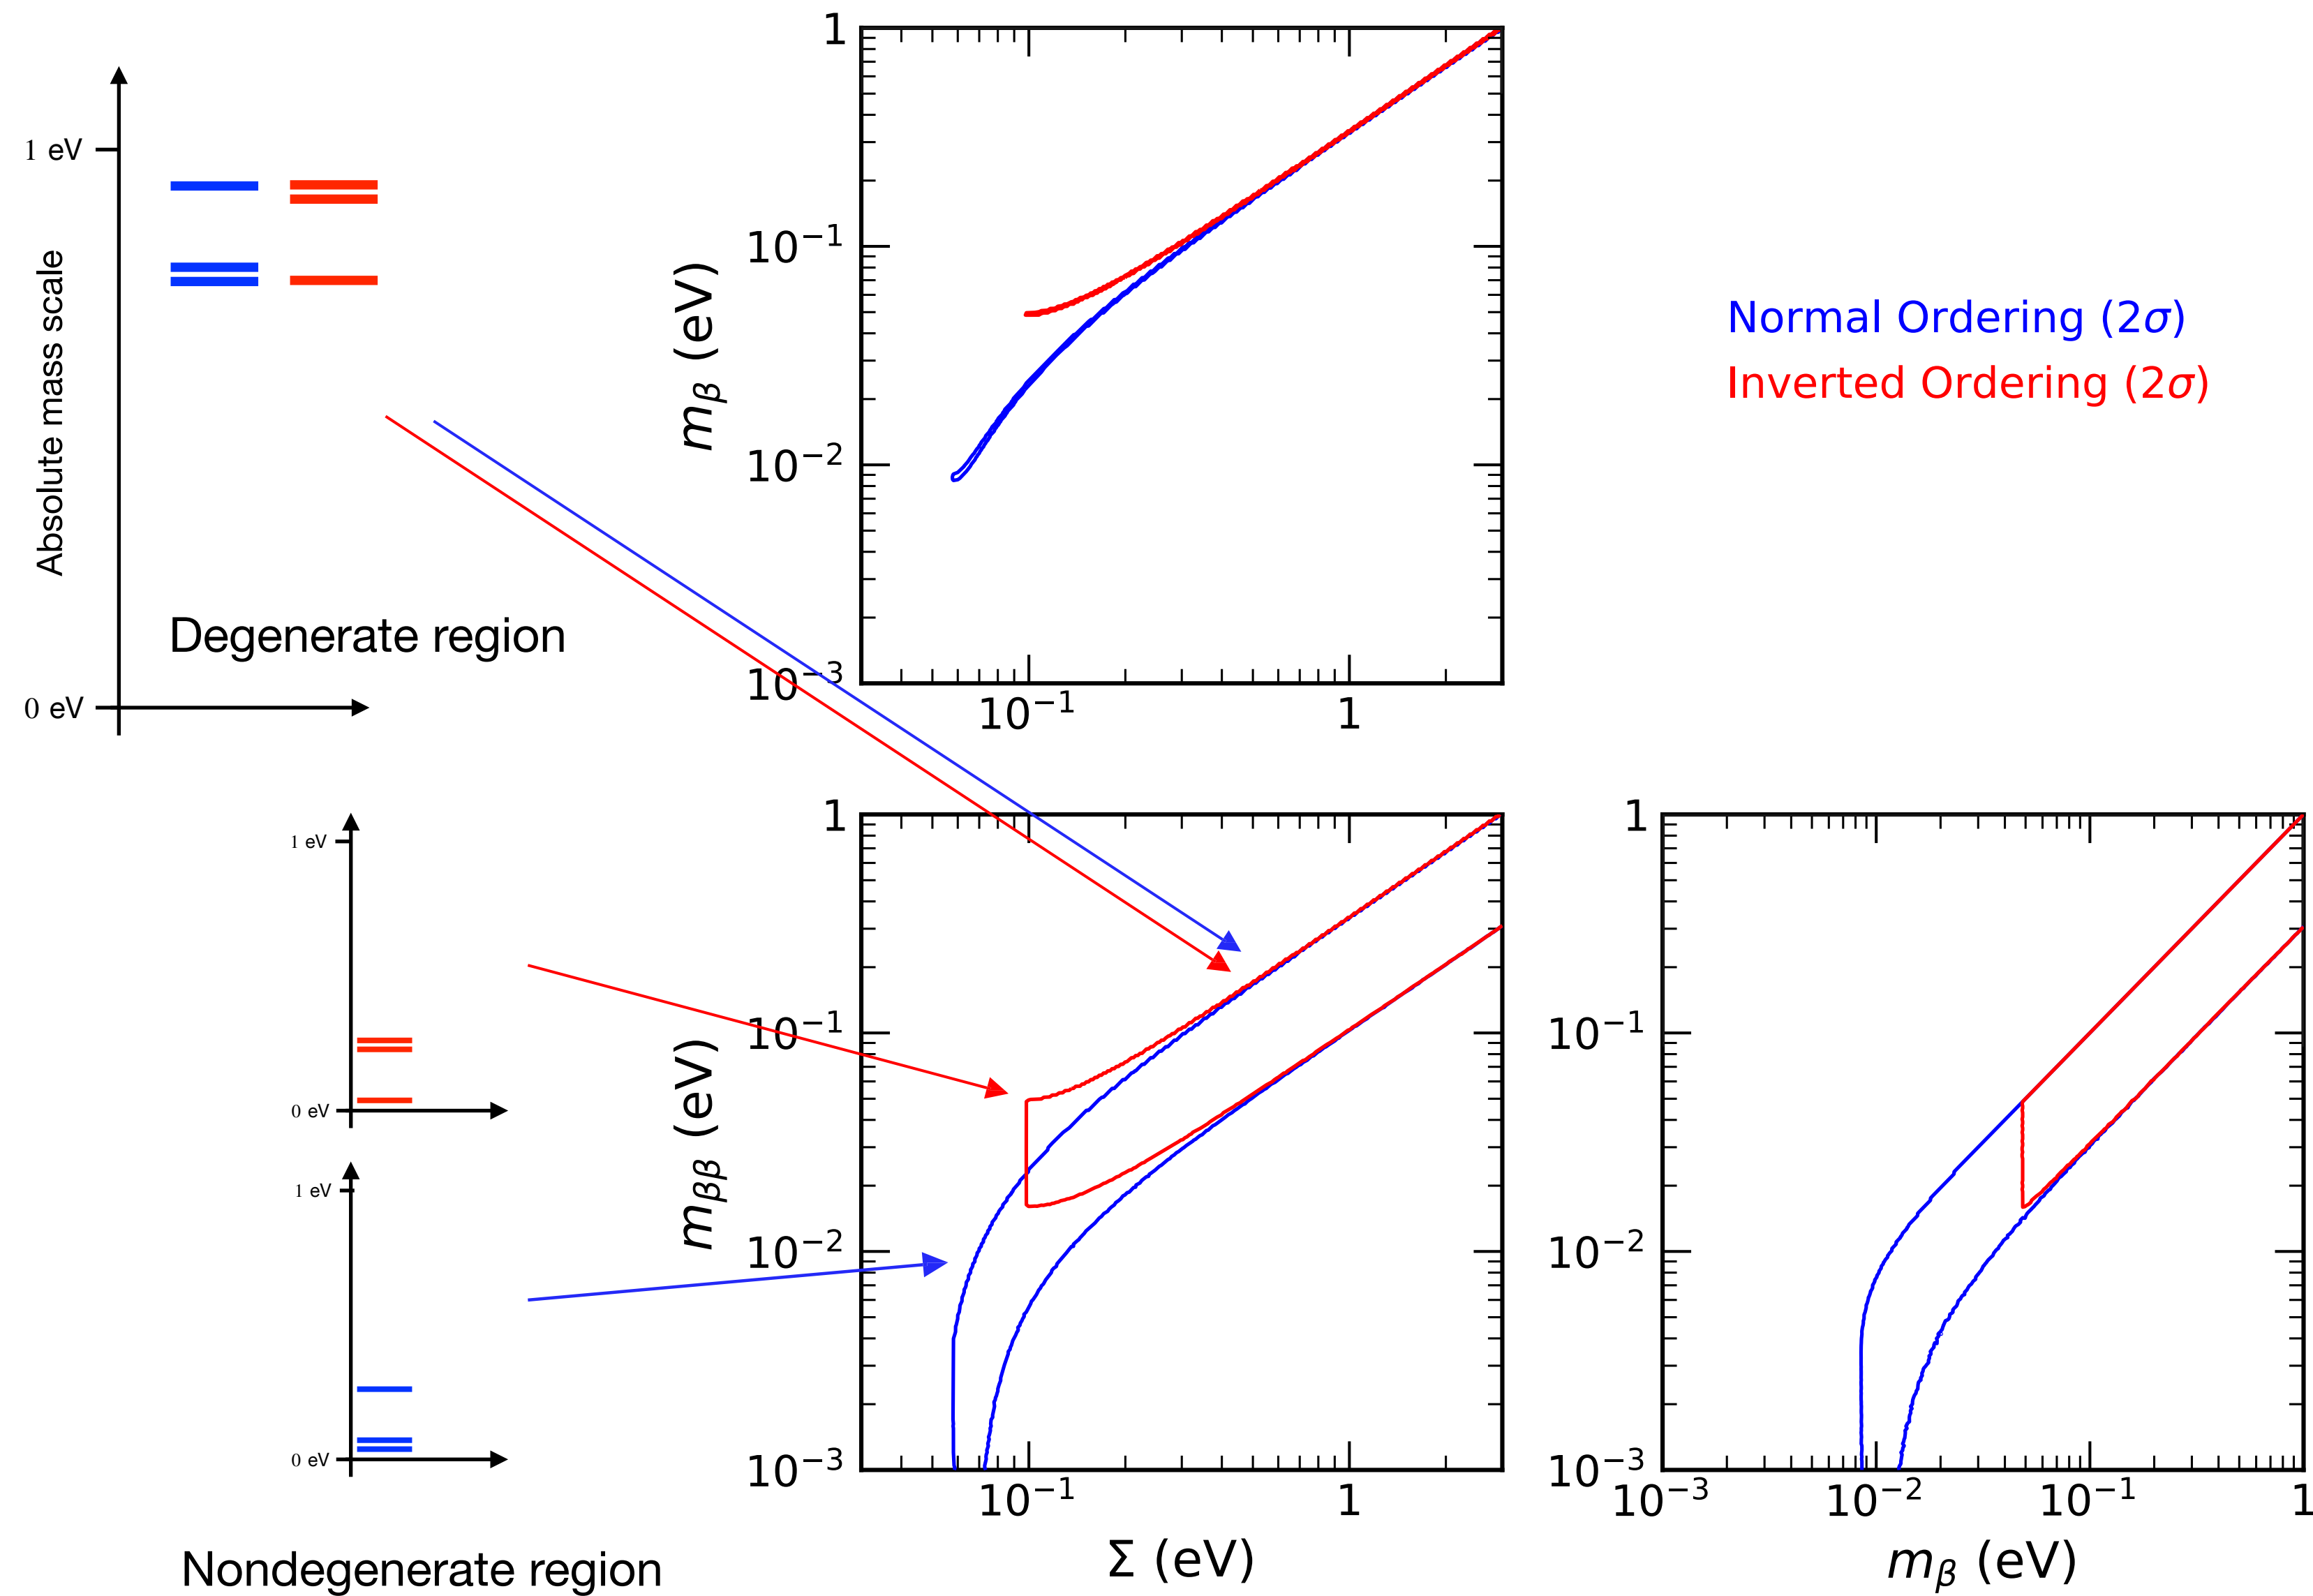 1 eV
Absolute mass scale
0 eV
Degenerate region
1
10⁻¹
10⁻²
10⁻³
m_β (eV)
10⁻¹
1
Normal Ordering (2σ)
Inverted Ordering (2σ)
1 eV
0 eV
1 eV
0 eV
Nondegenerate region
1
10⁻¹
10⁻²
10⁻³
m_ββ (eV)
10⁻¹
1
Σ (eV)
1
10⁻¹
10⁻²
10⁻³
10⁻³
10⁻²
10⁻¹
1
m_β (eV)